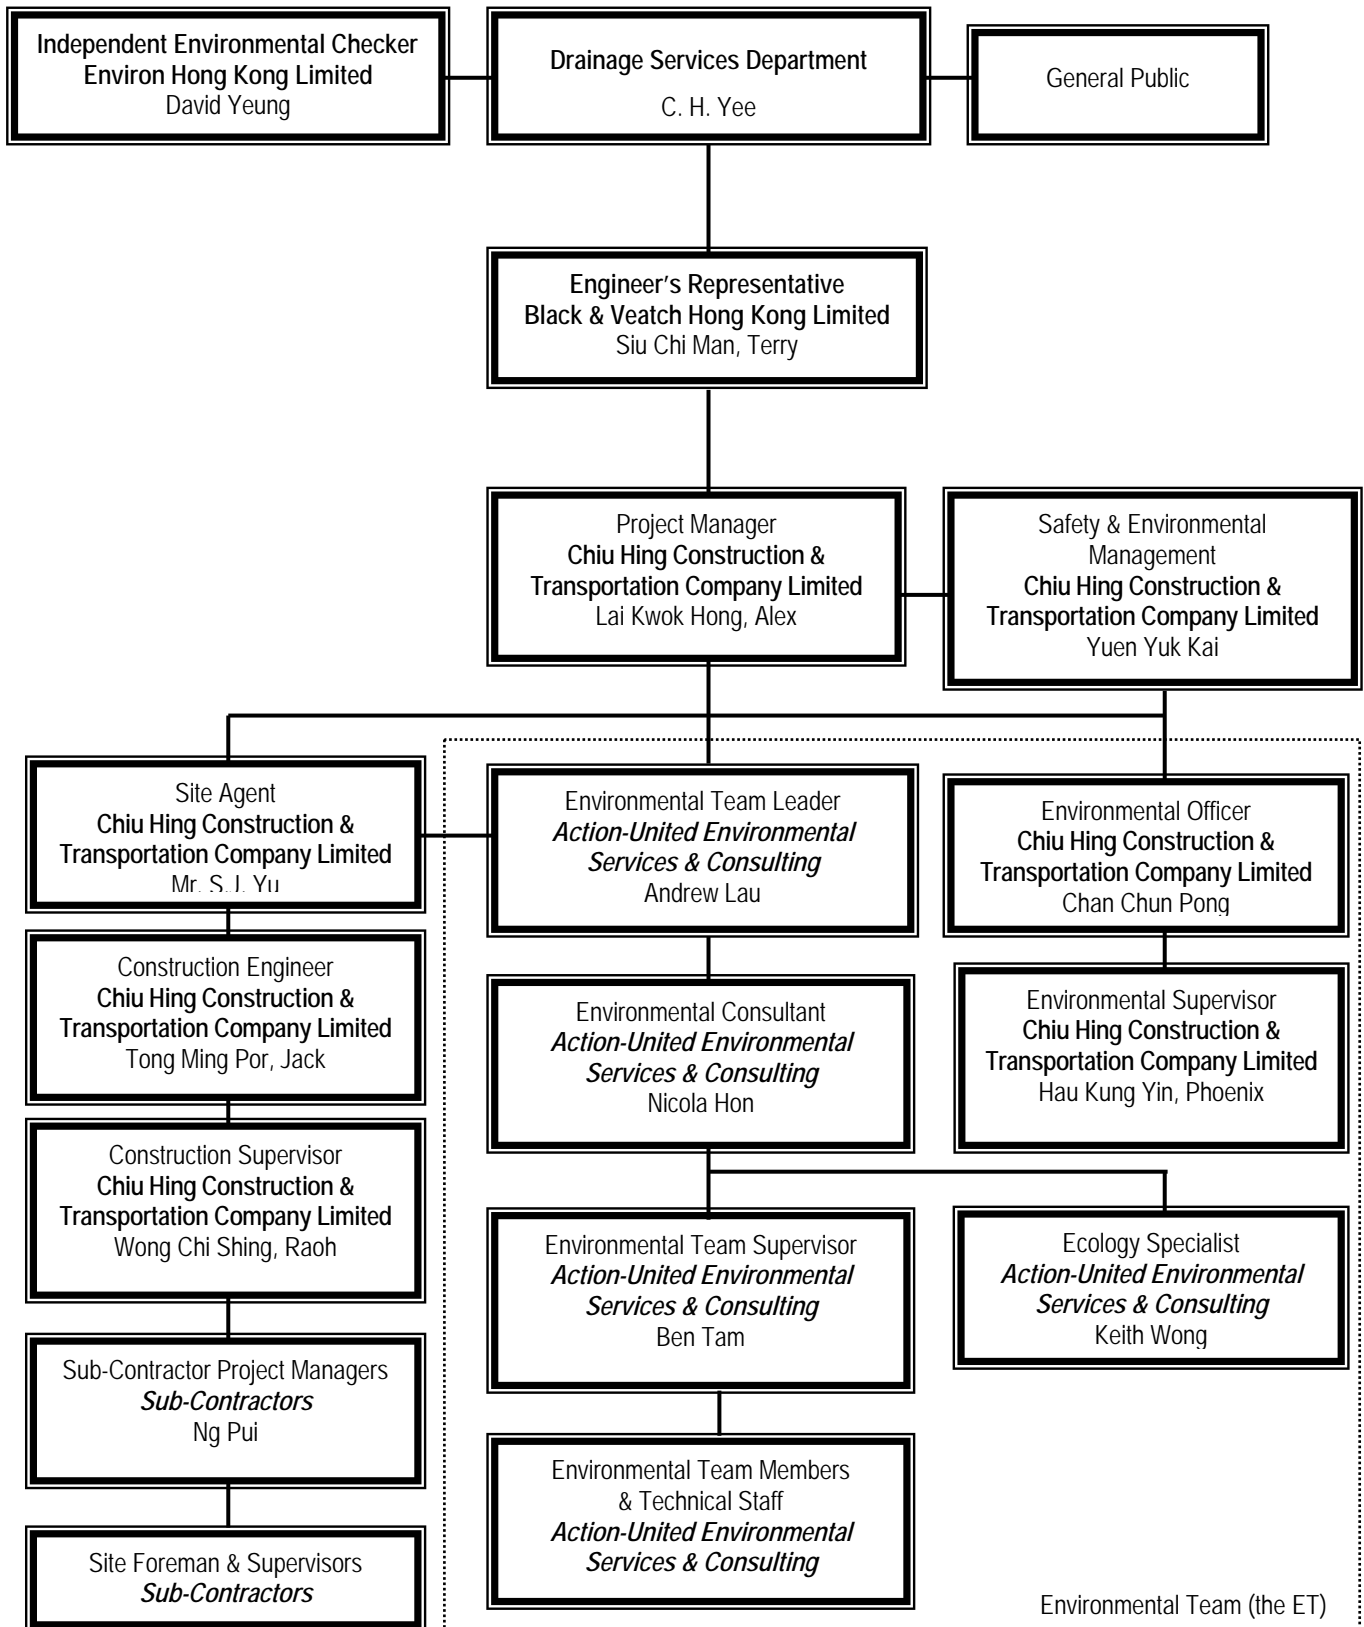 Independent Environmental Checker
Environ Hong Kong Limited
David Yeung
Drainage Services Department
C. H. Yee
General Public
Engineer's Representative
Black & Veatch Hong Kong Limited
Siu Chi Man, Terry
Project Manager
Chiu Hing Construction &
Transportation Company Limited
Lai Kwok Hong, Alex
Safety & Environmental
Management
Chiu Hing Construction &
Transportation Company Limited
Yuen Yuk Kai
Site Agent
Chiu Hing Construction &
Transportation Company Limited
Mr. S.J. Yu
Environmental Team Leader
Action-United Environmental
Services & Consulting
Andrew Lau
Environmental Officer
Chiu Hing Construction &
Transportation Company Limited
Chan Chun Pong
Construction Engineer
Chiu Hing Construction &
Transportation Company Limited
Tong Ming Por, Jack
Environmental Consultant
Action-United Environmental
Services & Consulting
Nicola Hon
Environmental Supervisor
Chiu Hing Construction &
Transportation Company Limited
Hau Kung Yin, Phoenix
Construction Supervisor
Chiu Hing Construction &
Transportation Company Limited
Wong Chi Shing, Raoh
Environmental Team Supervisor
Action-United Environmental
Services & Consulting
Ben Tam
Ecology Specialist
Action-United Environmental
Services & Consulting
Keith Wong
Sub-Contractor Project Managers
Sub-Contractors
Ng Pui
Environmental Team Members
& Technical Staff
Action-United Environmental
Services & Consulting
Site Foreman & Supervisors
Sub-Contractors
Environmental Team (the ET)